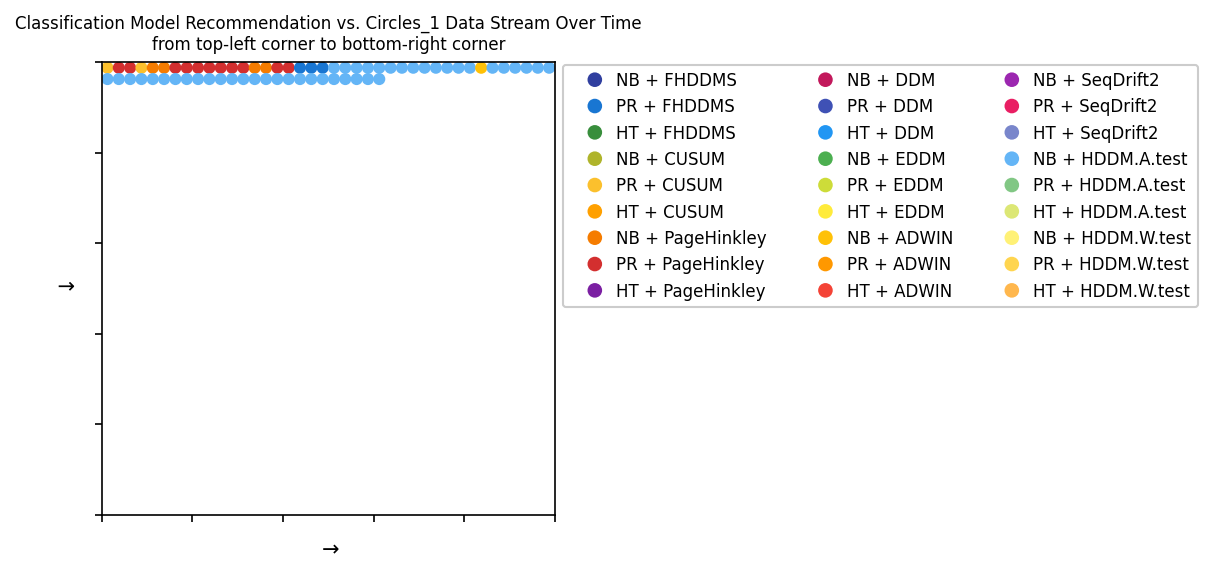 Classification Model Recommendation vs. Circles_1 Data Stream Over Time
from top-left corner to bottom-right corner
NB + FHDDMS
PR + FHDDMS
HT + FHDDMS
NB + CUSUM
PR + CUSUM
HT + CUSUM
NB + PageHinkley
PR + PageHinkley
HT + PageHinkley
NB + DDM
PR + DDM
HT + DDM
NB + EDDM
PR + EDDM
HT + EDDM
NB + ADWIN
PR + ADWIN
HT + ADWIN
NB + SeqDrift2
PR + SeqDrift2
HT + SeqDrift2
NB + HDDM.A.test
PR + HDDM.A.test
HT + HDDM.A.test
NB + HDDM.W.test
PR + HDDM.W.test
HT + HDDM.W.test
→
→